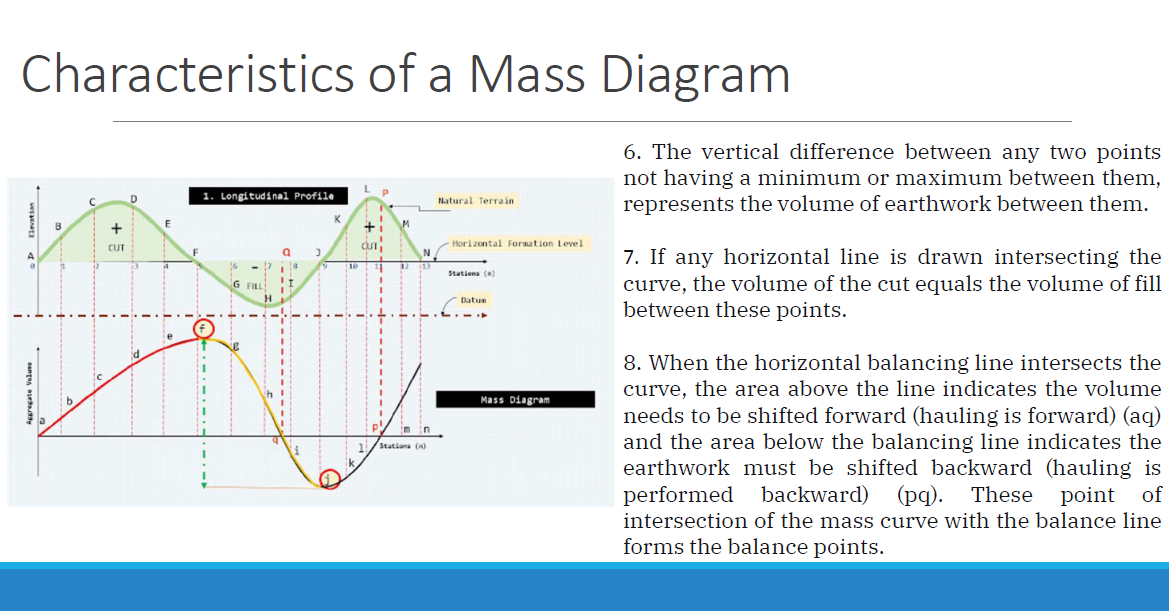 Characteristics of a Mass Diagram
1. Longitudinal Profile
Elevation
A
B
C
D
E
F
G
H
I
J
K
L
M
N
P
Q
+
CUT
-
FILL
+
CUT
Natural Terrain
Horizontal Formation Level
0 1 2 3 4 5 6 7 8 9 10 11 12 13
Stations (m)
Datum
Aggregate Volume
a
b
c
d
e
f
g
h
q
i
j
k
l
p
m
n
Stations (m)
Mass Diagram
6. The vertical difference between any two points
not having a minimum or maximum between them,
represents the volume of earthwork between them.
7. If any horizontal line is drawn intersecting the
curve, the volume of the cut equals the volume of fill
between these points.
8. When the horizontal balancing line intersects the
curve, the area above the line indicates the volume
needs to be shifted forward (hauling is forward) (aq)
and the area below the balancing line indicates the
earthwork must be shifted backward (hauling is
performed backward) (pq). These point of
intersection of the mass curve with the balance line
forms the balance points.